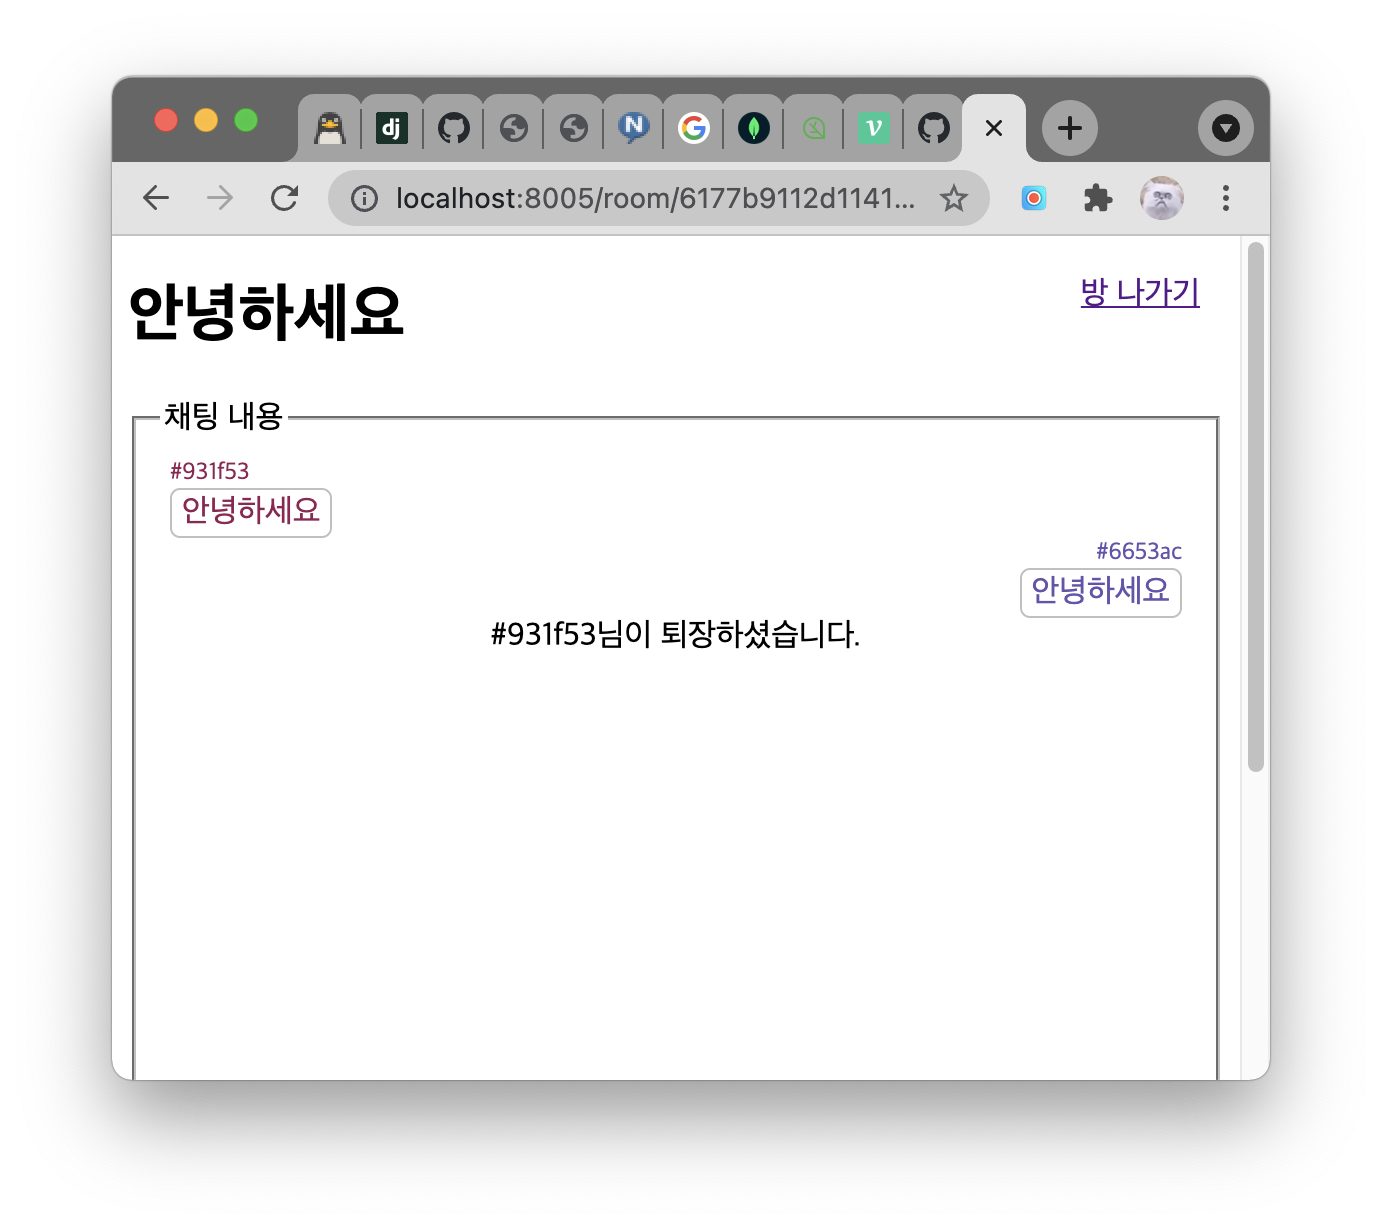 dj
N
G
v
localhost:8005/room/6177b9112d1141...
안녕하세요
방 나가기
채팅 내용
#931f53
안녕하세요
#6653ac
안녕하세요
#931f53님이 퇴장하셨습니다.